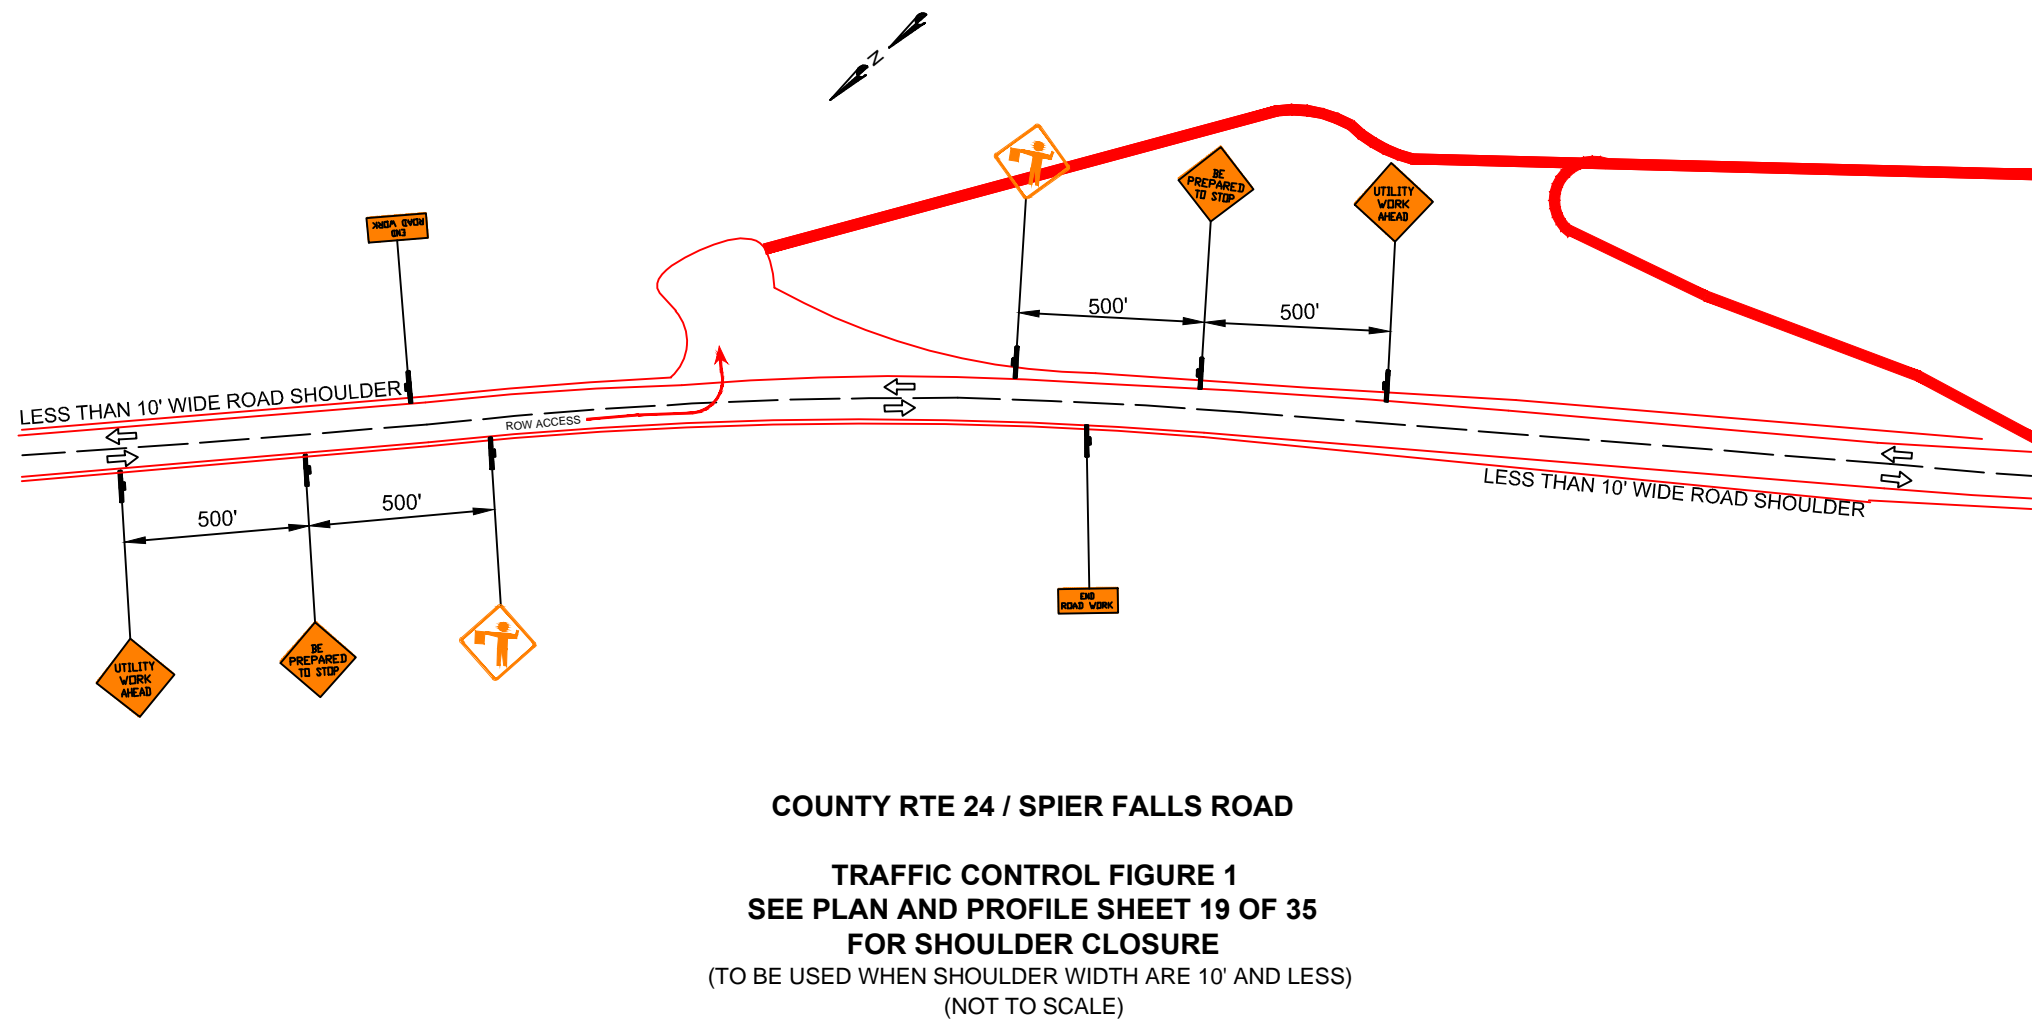 N
BE
PREPARED
TO STOP
UTILITY
WORK
AHEAD
END
ROAD WORK
500'
500'
LESS THAN 10' WIDE ROAD SHOULDER
ROW ACCESS
LESS THAN 10' WIDE ROAD SHOULDER
500'
500'
END
ROAD WORK
UTILITY
WORK
AHEAD
BE
PREPARED
TO STOP
COUNTY RTE 24 / SPIER FALLS ROAD
TRAFFIC CONTROL FIGURE 1
SEE PLAN AND PROFILE SHEET 19 OF 35
FOR SHOULDER CLOSURE
(TO BE USED WHEN SHOULDER WIDTH ARE 10' AND LESS)
(NOT TO SCALE)